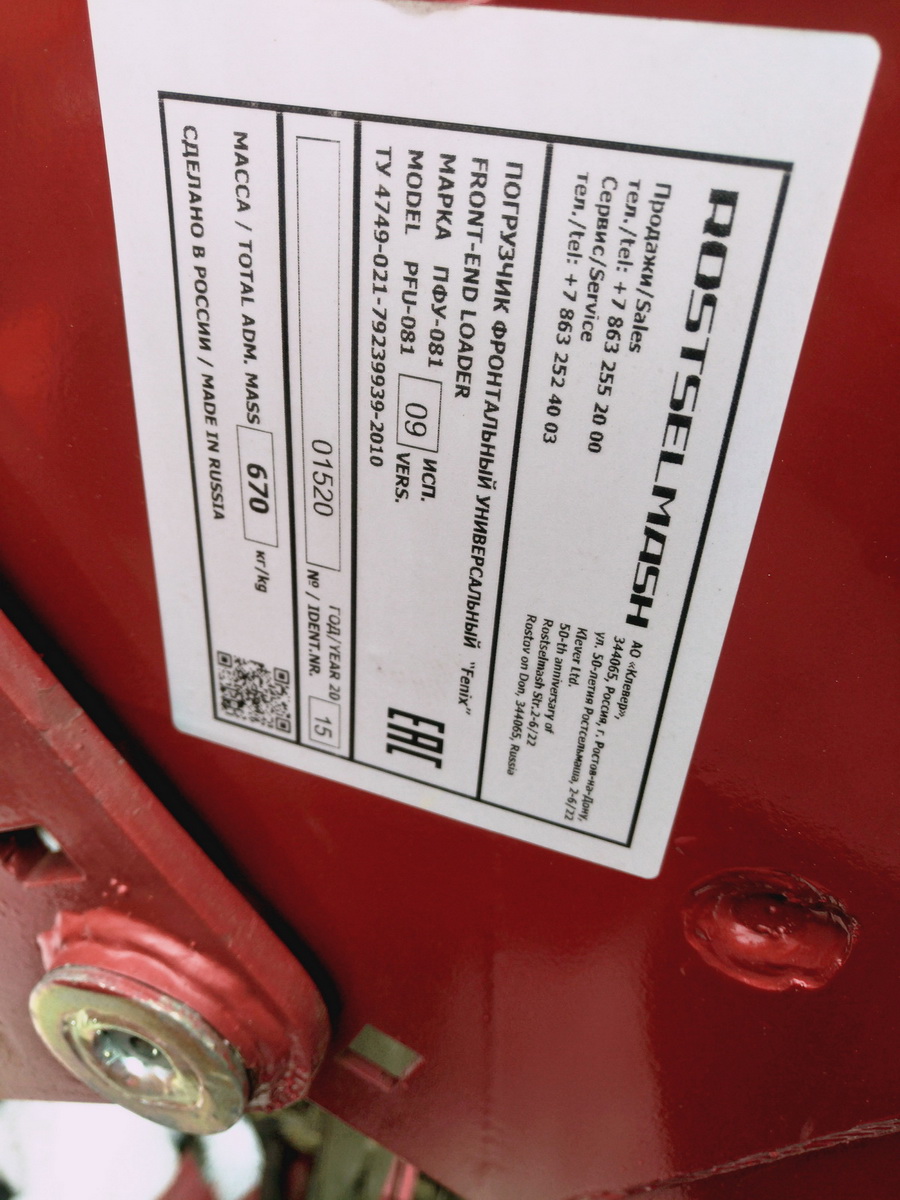 ROSTSELMASH
Продажи/Sales
тел./tel: +7 863 255 20 00
Сервис/Service
тел./tel: +7 863 252 40 03
АО «Клевер»,
344065, Россия, г. Ростов-на-Дону,
ул. 50-летия Ростсельмаша, 2-6/22
Klever Ltd.
50-th anniversary of
Rostselmash Str.2-6/22
Rostov on Don, 344065, Russia
ПОГРУЗЧИК ФРОНТАЛЬНЫЙ УНИВЕРСАЛЬНЫЙ "Fenix"
FRONT-END LOADER
МАРКА ПФУ-081 09 ИСП.
MODEL PFU-081 VERS.
ТУ 4749-021-79239939-2010
EAC
ГОД/YEAR 20 15
01520 № / IDENT.NR.
МАССА / TOTAL ADM. MASS 670 кг/kg
СДЕЛАНО В РОССИИ / MADE IN RUSSIA